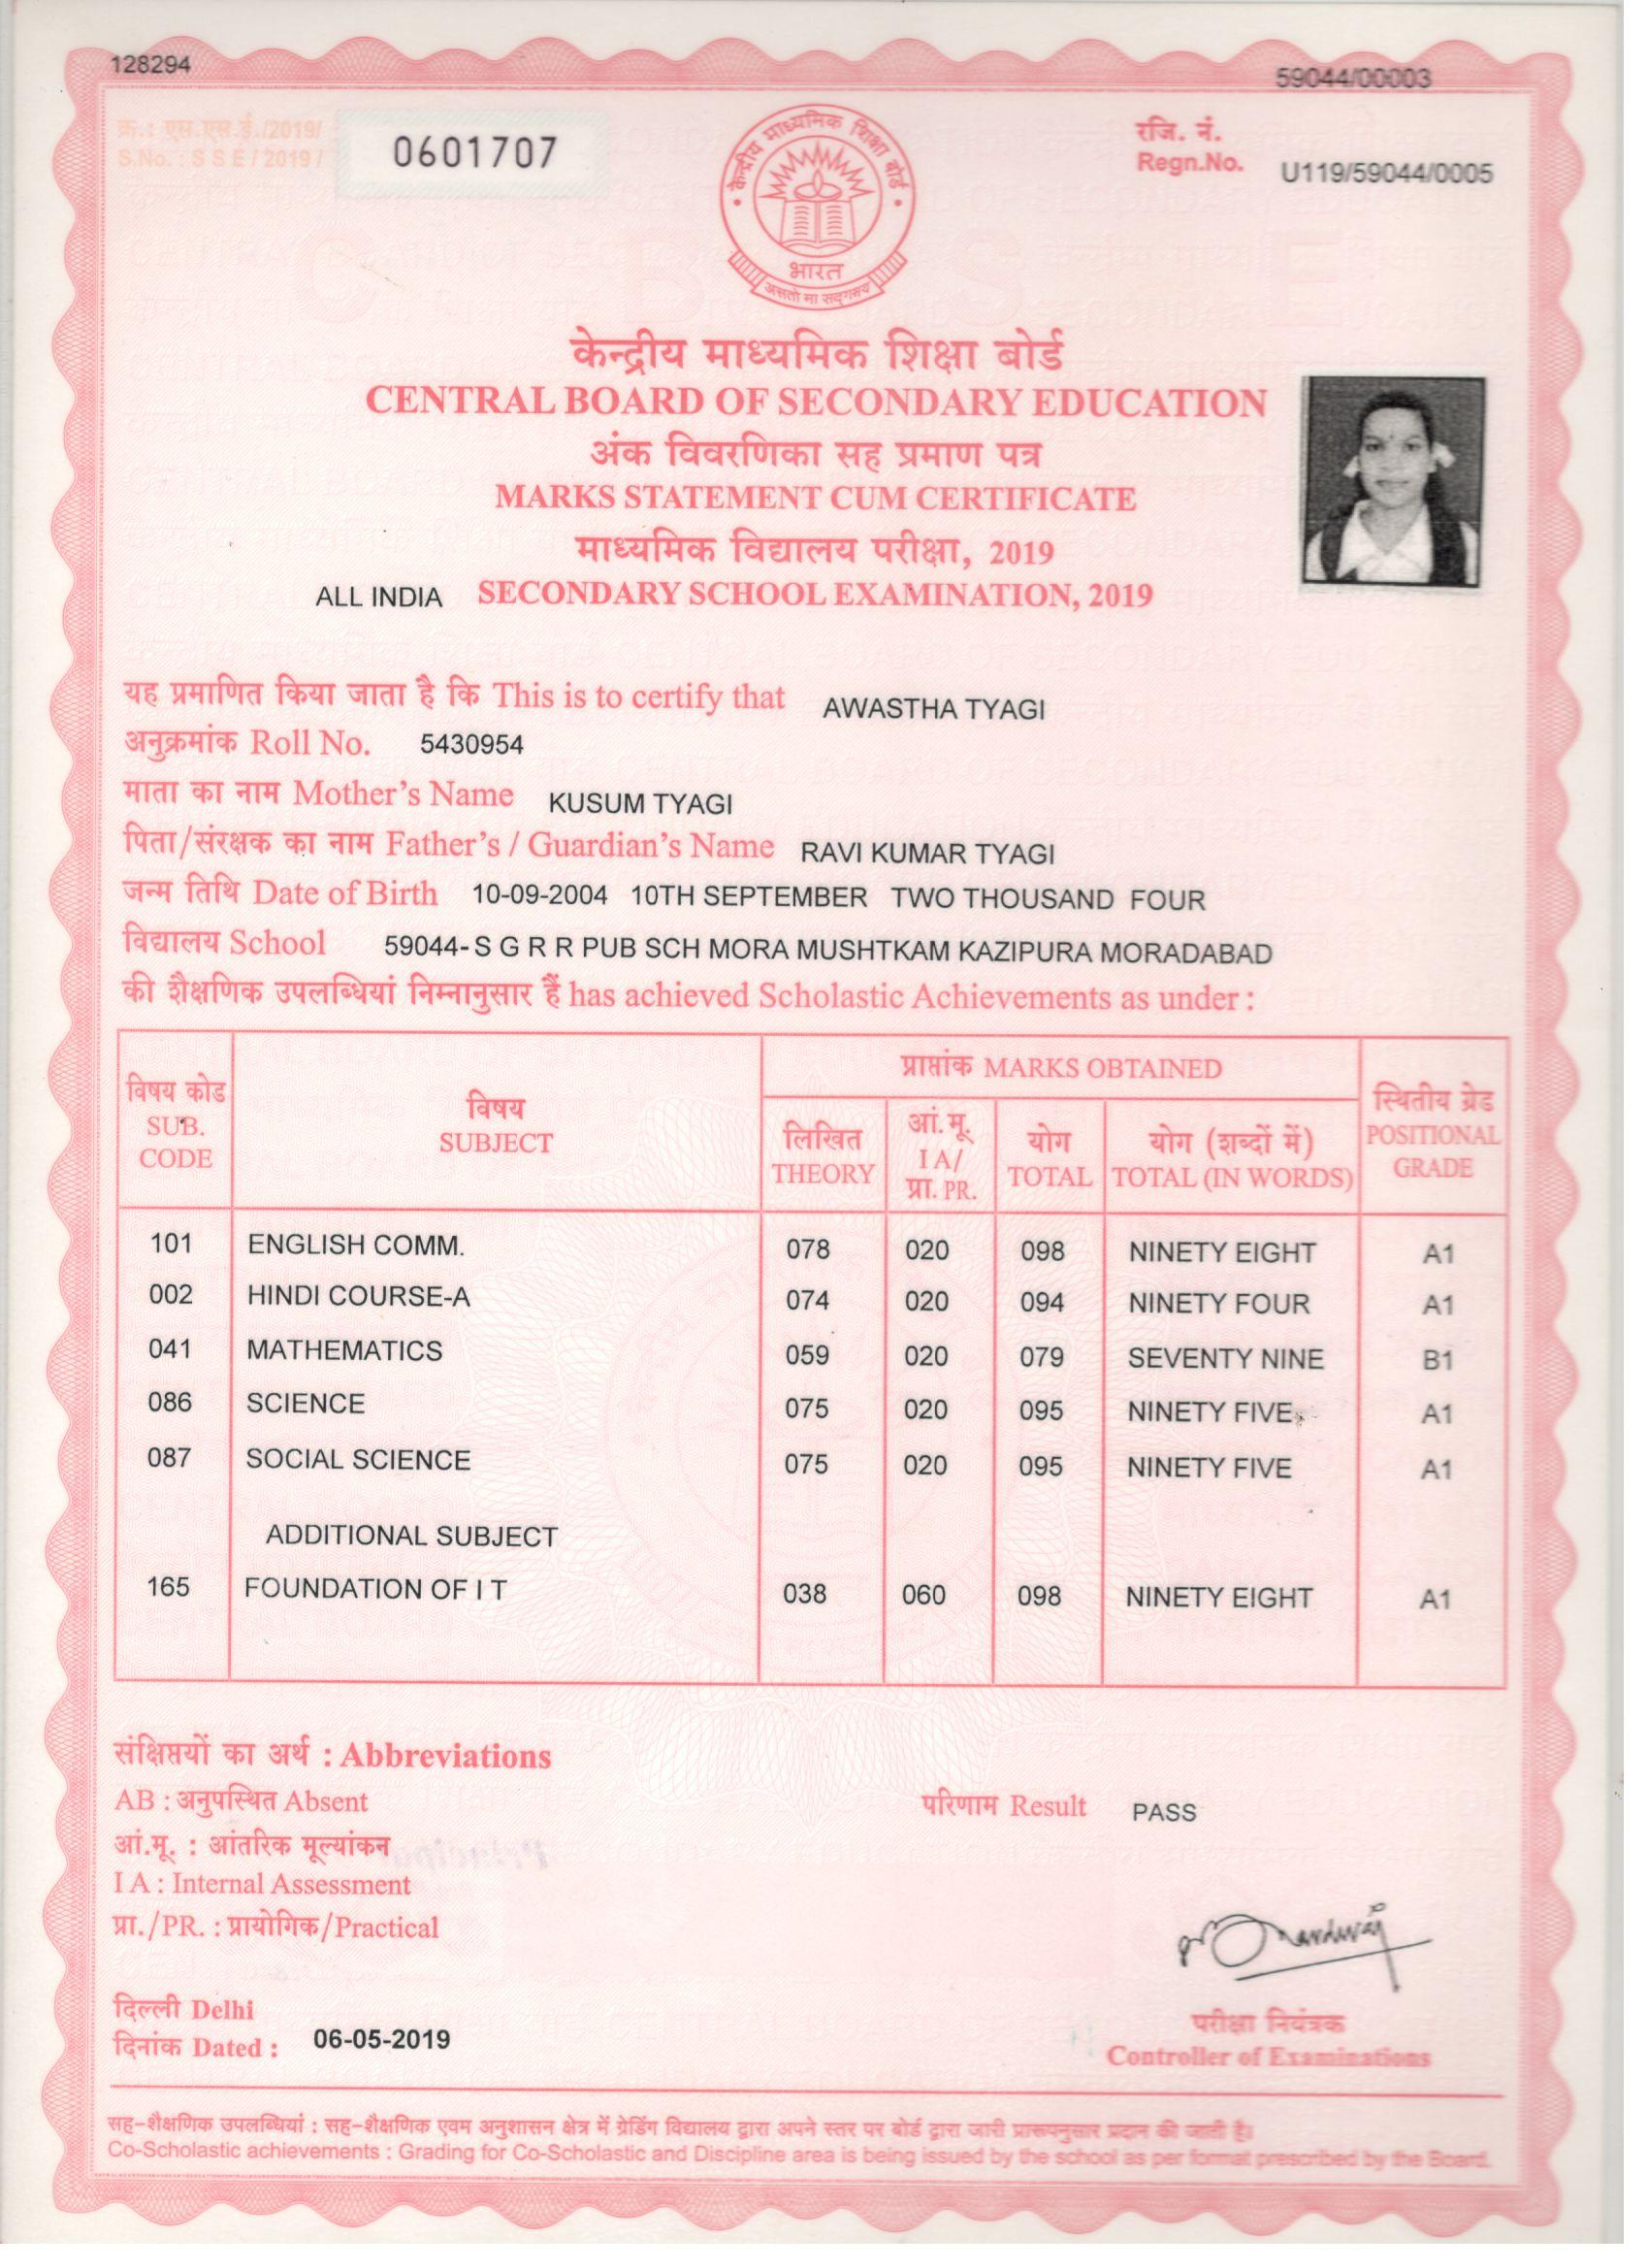 128294
59044/00003
क्र.: एस.एस.ई./2019/
S.No. : S S E / 2019 /
0601707
रजि. नं.
Regn.No. U119/59044/0005
केन्द्रीय माध्यमिक शिक्षा बोर्ड
भारत
असतो मा सद्गमय
केन्द्रीय माध्यमिक शिक्षा बोर्ड
CENTRAL BOARD OF SECONDARY EDUCATION
अंक विवरणिका सह प्रमाण पत्र
MARKS STATEMENT CUM CERTIFICATE
माध्यमिक विद्यालय परीक्षा, 2019
ALL INDIA SECONDARY SCHOOL EXAMINATION, 2019
यह प्रमाणित किया जाता है कि This is to certify that AWASTHA TYAGI
अनुक्रमांक Roll No. 5430954
माता का नाम Mother's Name KUSUM TYAGI
पिता/संरक्षक का नाम Father's / Guardian's Name RAVI KUMAR TYAGI
जन्म तिथि Date of Birth 10-09-2004 10TH SEPTEMBER TWO THOUSAND FOUR
विद्यालय School 59044- S G R R PUB SCH MORA MUSHTKAM KAZIPURA MORADABAD
की शैक्षणिक उपलब्धियां निम्नानुसार हैं has achieved Scholastic Achievements as under :
विषय कोड
SUB.
CODE
विषय
SUBJECT
प्राप्तांक MARKS OBTAINED
लिखित
THEORY
आं.मू.
I A/
प्रा. PR.
योग
TOTAL
योग (शब्दों में)
TOTAL (IN WORDS)
स्थितीय ग्रेड
POSITIONAL
GRADE
101 ENGLISH COMM. 078 020 098 NINETY EIGHT A1
002 HINDI COURSE-A 074 020 094 NINETY FOUR A1
041 MATHEMATICS 059 020 079 SEVENTY NINE B1
086 SCIENCE 075 020 095 NINETY FIVE A1
087 SOCIAL SCIENCE 075 020 095 NINETY FIVE A1
ADDITIONAL SUBJECT
165 FOUNDATION OF I T 038 060 098 NINETY EIGHT A1
संक्षिप्तयों का अर्थ : Abbreviations
AB : अनुपस्थित Absent
परिणाम Result PASS
आं.मू. : आंतरिक मूल्यांकन
I A : Internal Assessment
प्रा./PR. : प्रायोगिक/Practical
दिल्ली Delhi
दिनांक Dated : 06-05-2019
परीक्षा नियंत्रक
Controller of Examinations
सह-शैक्षणिक उपलब्धियां : सह-शैक्षणिक एवम अनुशासन क्षेत्र में ग्रेडिंग विद्यालय द्वारा अपने स्तर पर बोर्ड द्वारा जारी प्रारूपनुसार प्रदान की जाती है।
Co-Scholastic achievements : Grading for Co-Scholastic and Discipline area is being issued by the school as per format prescribed by the Board.